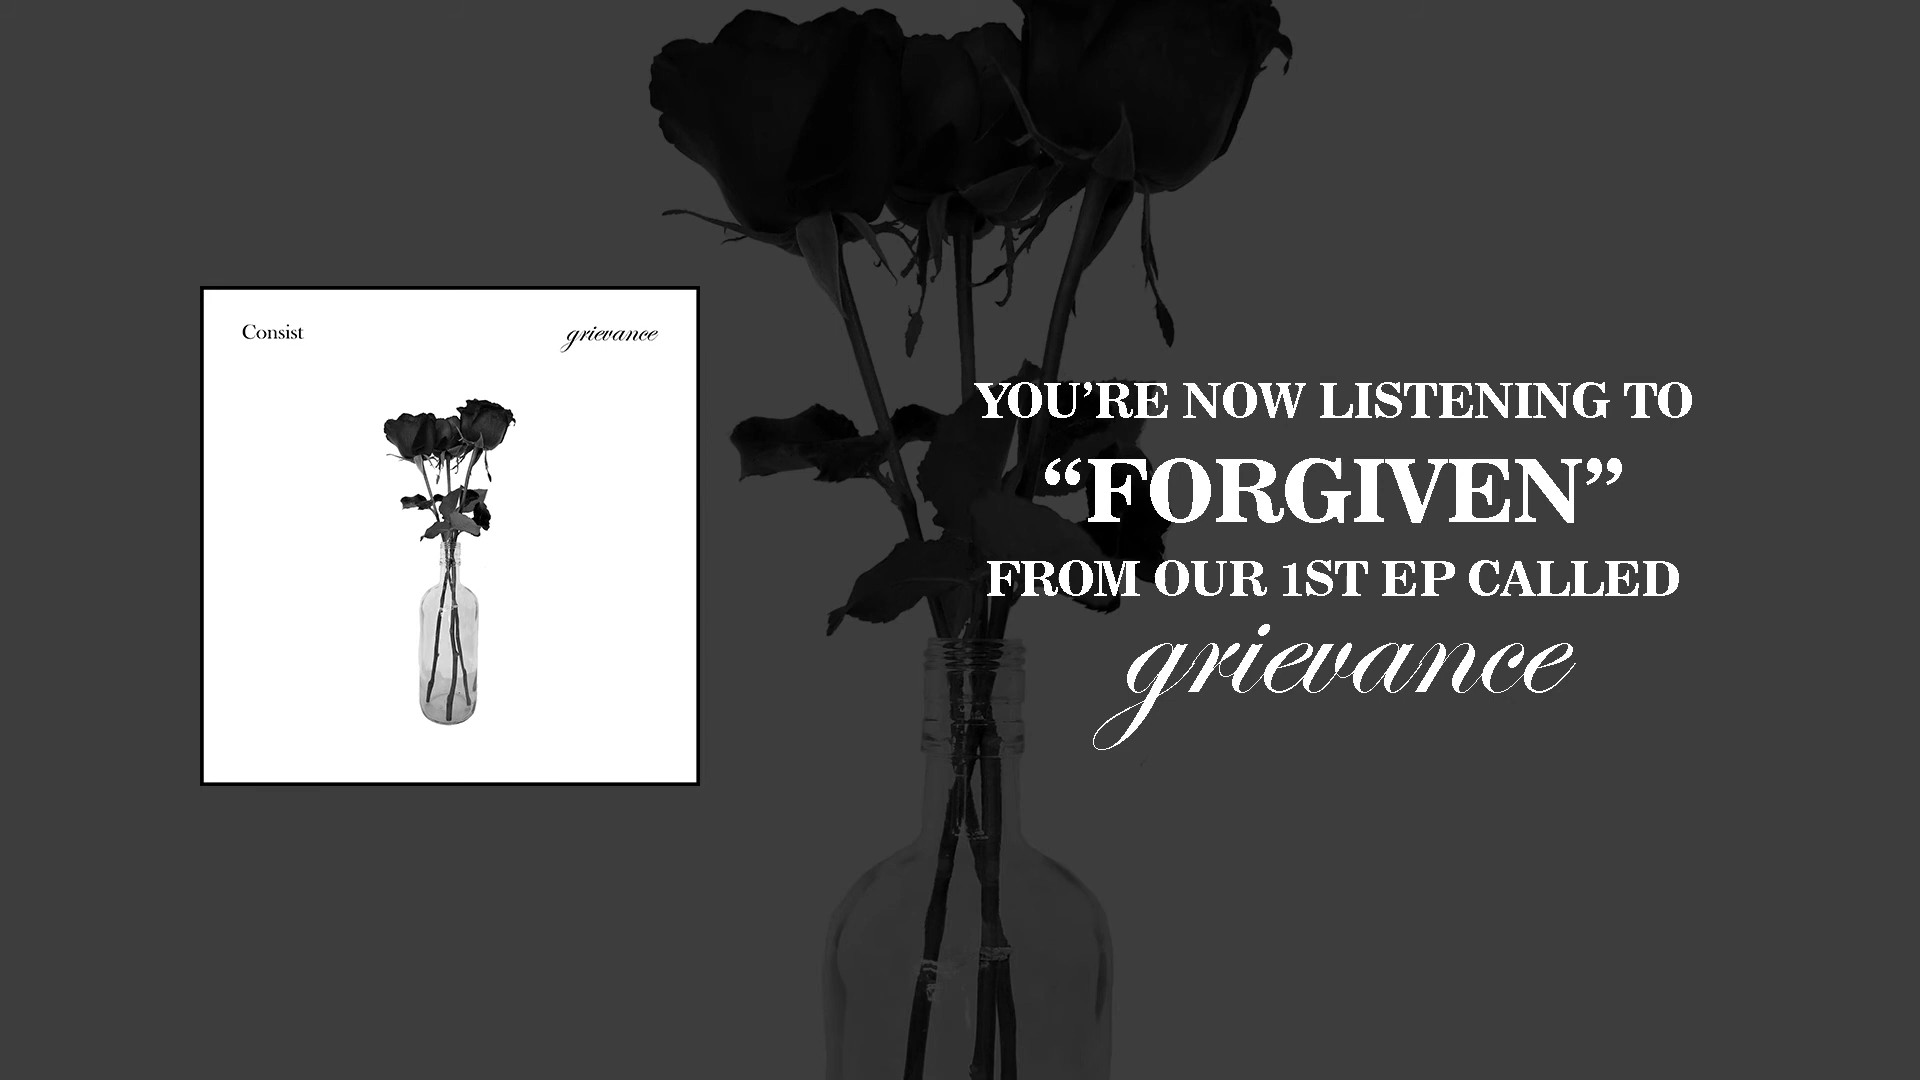 Consist
grievance
YOU’RE NOW LISTENING TO
“FORGIVEN”
FROM OUR 1ST EP CALLED
grievance